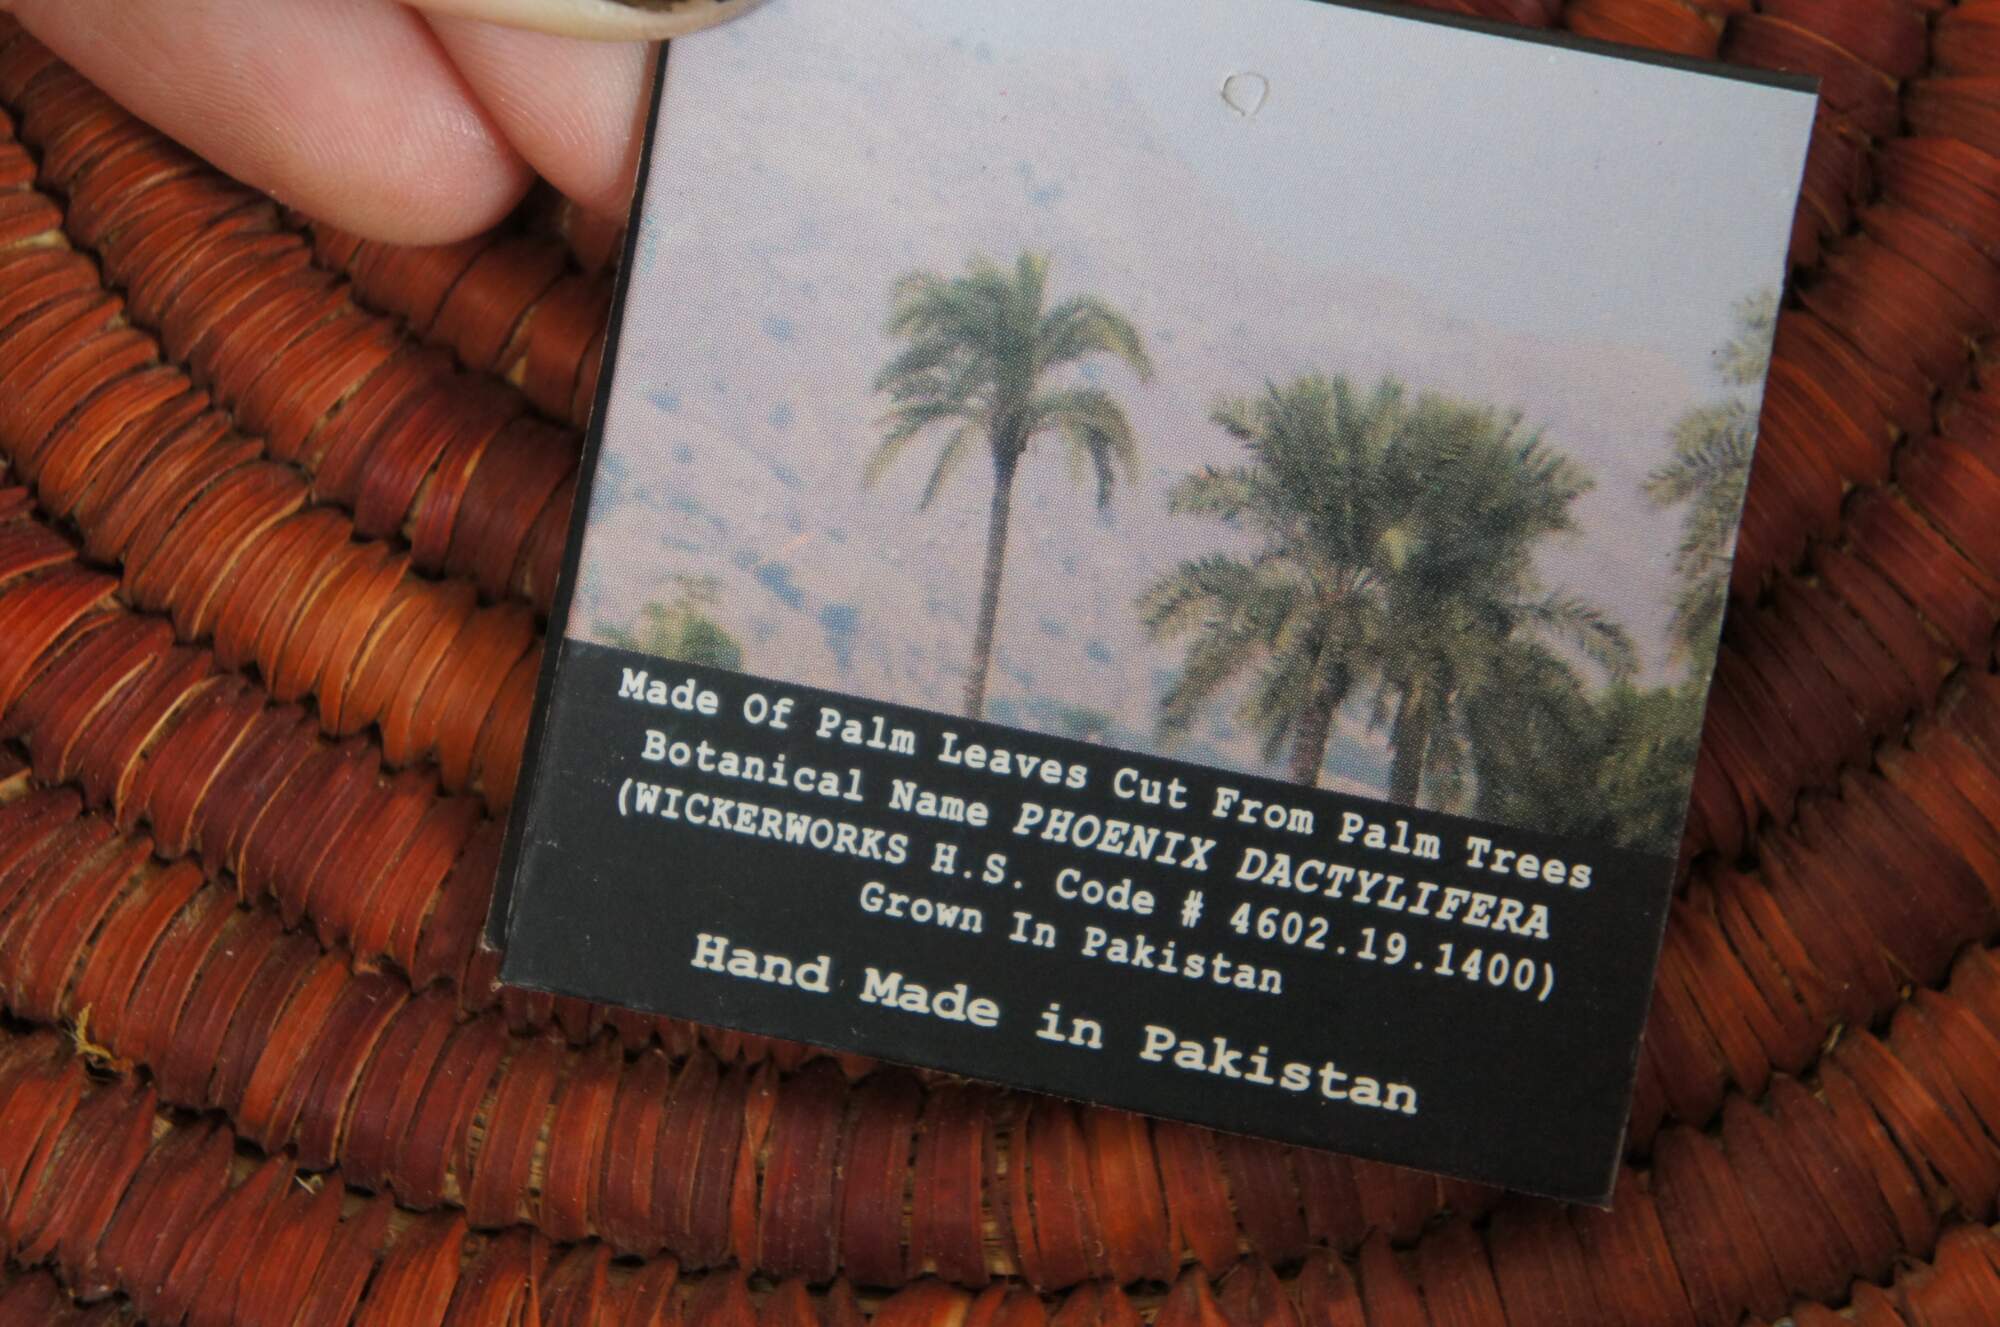 Made Of Palm Leaves Cut From Palm Trees
Botanical Name PHOENIX DACTYLIFERA
(WICKERWORKS H.S. Code # 4602.19.1400)
Grown In Pakistan
Hand Made in Pakistan